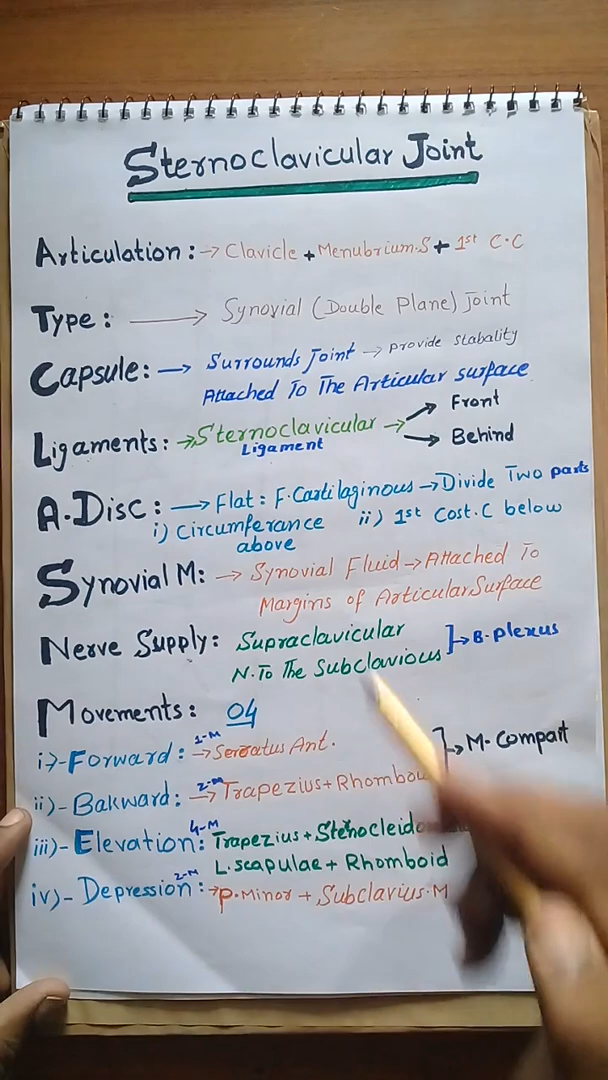 Sternoclavicular Joint
Articulation: → Clavicle + Menubrium.S + 1st C.C
Type: → Synovial (Double Plane) Joint
Capsule: → Surrounds Joint → Provide stabality
Attached To The Articular surface
Ligaments: → Sternoclavicular → Front
Ligament → Behind
A.Disc: → Flat: F.Cartilaginous → Divide Two parts
i) Circumferance above ii) 1st Cost.C below
Synovial M: → Synovial Fluid → Attached To
Margins of Articular Surface
Nerve Supply: Supraclavicular
N.To The Subclavious ] → B.Plexus
Movements: 04
i)-Forward: 1-M → Serratus Ant.
ii)-Bakward: 2-M → Trapezius + ] → M.Compart
iii)-Elevation: 4-M Trapezius +
L.scapulae + Rhomboid
iv)-Depression: 2-M → P.Minor + Subclavius.M